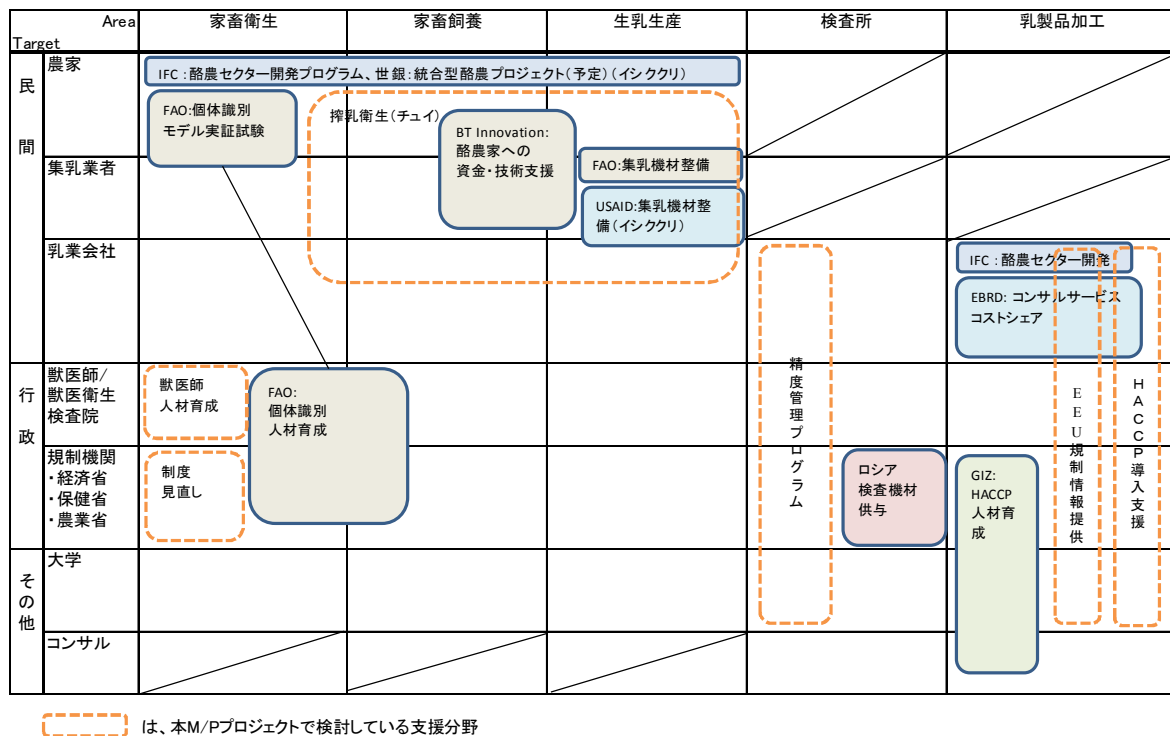 Area
Target
家畜衛生
家畜飼養
生乳生産
検査所
乳製品加工
民間
農家
IFC：酪農セクター開発プログラム、世銀：統合型酪農プロジェクト（予定）（イシククリ）
FAO:個体識別
モデル実証試験
搾乳衛生（チュイ）
BT Innovation:
酪農家への
資金・技術支援
集乳業者
FAO:集乳機材整備
USAID:集乳機材整
備（イシククリ）
乳業会社
IFC：酪農セクター開発
EBRD: コンサルサービス
コストシェア
精度管理プログラム
EEU規制情報提供
HACCP導入支援
行政
獣医師/
獣医衛生
検査院
獣医師
人材育成
FAO:
個体識別
人材育成
規制機関
・経済省
・保健省
・農業省
制度
見直し
ロシア
検査機材
供与
GIZ:
HACCP
人材育
成
その他
大学
コンサル
は、本M/Pプロジェクトで検討している支援分野